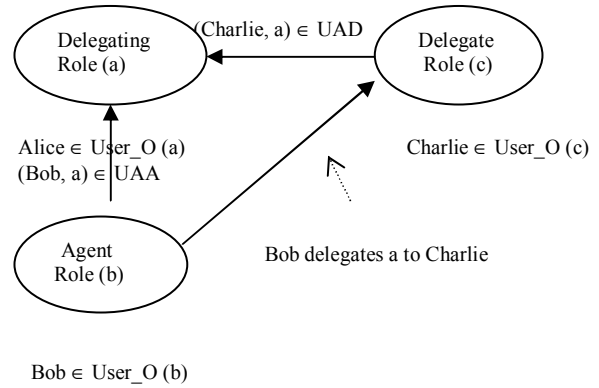 (Charlie, a) ∈ UAD
Delegating
Role (a)
Delegate
Role (c)
Alice ∈ User_O (a)
(Bob, a) ∈ UAA
Charlie ∈ User_O (c)
Agent
Role (b)
Bob delegates a to Charlie
Bob ∈ User_O (b)